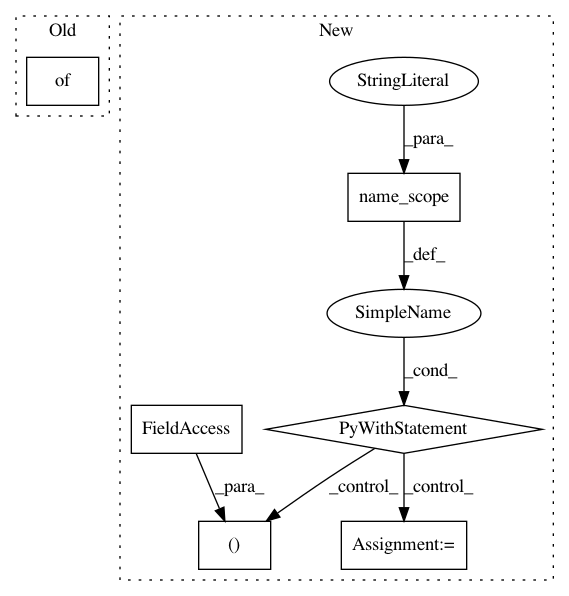 Old
New
of
StringLiteral
_para_
name_scope
_def_
SimpleName
_cond_
FieldAccess
PyWithStatement
_para_
_control_
_control_
()
Assignment:=